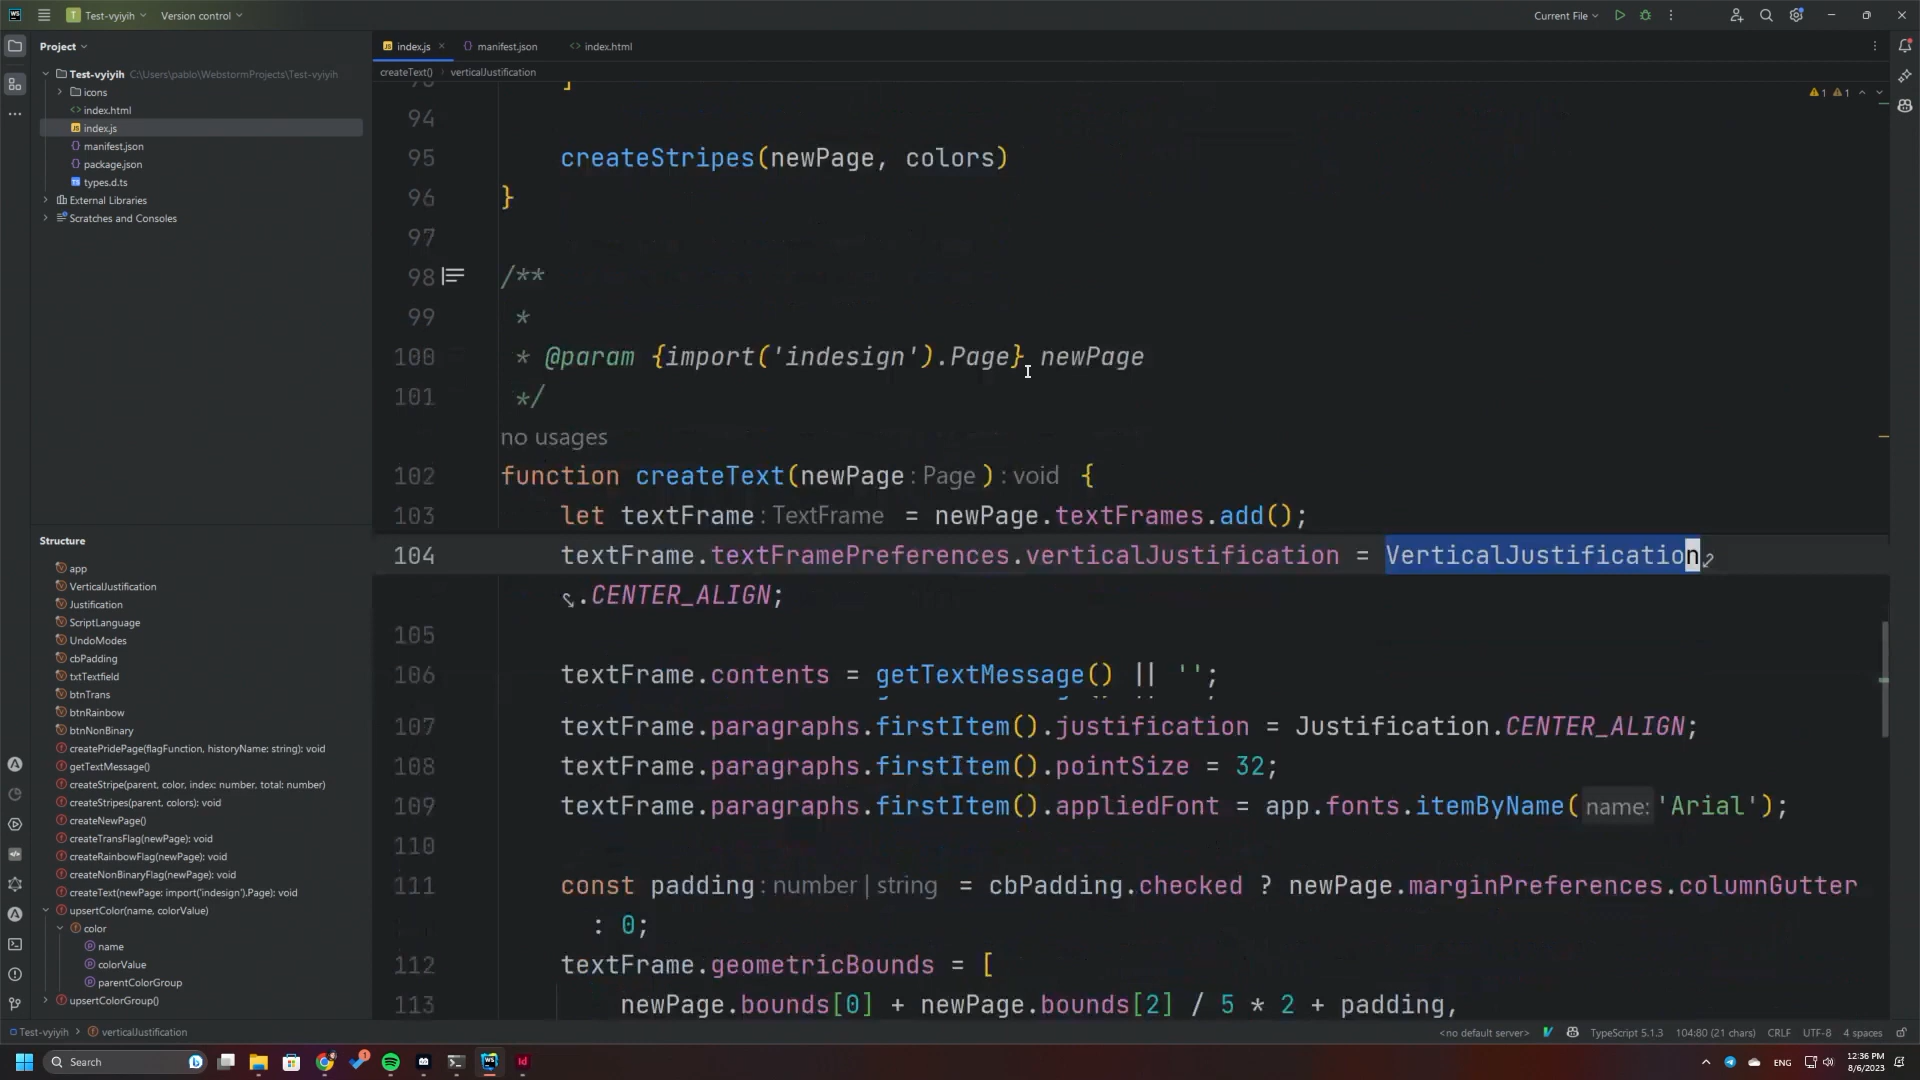 Test-vyiyih
Version control
Current File
Project
index.js
manifest.json
index.html
createText()
verticalJustification
Test-vyiyih C:\Users\pablo\WebstormProjects\Test-vyiyih
icons
index.html
index.js
manifest.json
package.json
types.d.ts
External Libraries
Scratches and Consoles
Structure
app
VerticalJustification
Justification
ScriptLanguage
UndoModes
cbPadding
txtTextfield
btnTrans
btnRainbow
btnNonBinary
createPridePage(flagFunction, historyName: string): void
getTextMessage()
createStripe(parent, color, index: number, total: number)
createStripes(parent, colors): void
createNewPage()
createTransFlag(newPage): void
createRainbowFlag(newPage): void
createNonBinaryFlag(newPage): void
createText(newPage: import('indesign').Page): void
upsertColor(name, colorValue)
color
name
colorValue
parentColorGroup
upsertColorGroup()
1 1
]
94
95 createStripes(newPage, colors)
96 }
97
98 /**
99 *
100 * @param {import('indesign').Page} newPage
101 */
no usages
102 function createText(newPage: Page ): void {
103 let textFrame: TextFrame = newPage.textFrames.add();
104 textFrame.textFramePreferences.verticalJustification = VerticalJustification
.CENTER_ALIGN;
105
106 textFrame.contents = getTextMessage() || '';
107 textFrame.paragraphs.firstItem().justification = Justification.CENTER_ALIGN;
108 textFrame.paragraphs.firstItem().pointSize = 32;
109 textFrame.paragraphs.firstItem().appliedFont = app.fonts.itemByName( name: 'Arial');
110
111 const padding: number | string = cbPadding.checked ? newPage.marginPreferences.columnGutter
: 0;
112 textFrame.geometricBounds = [
113 newPage.bounds[0] + newPage.bounds[2] / 5 * 2 + padding,
Test-vyiyih > verticalJustification
<no default server>
TypeScript 5.1.3
104:80 (21 chars)
CRLF
UTF-8
4 spaces
Search
ENG
12:36 PM
8/6/2023